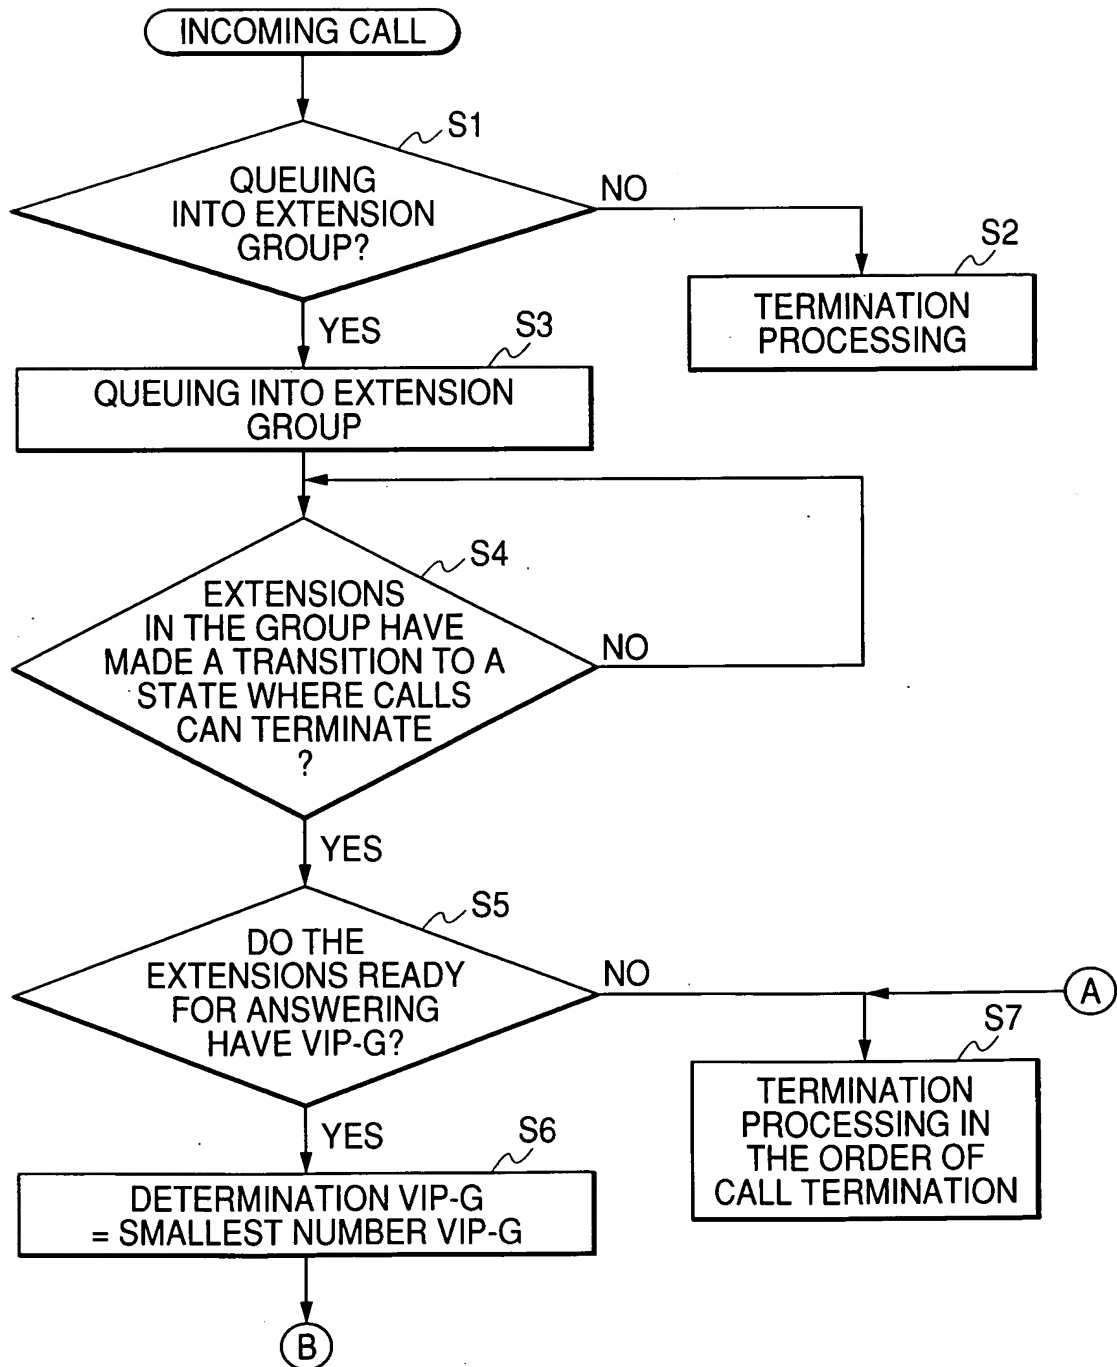 INCOMING CALL
S1
QUEUING
INTO EXTENSION
GROUP?
NO
S2
TERMINATION
PROCESSING
YES
S3
QUEUING INTO EXTENSION
GROUP
S4
EXTENSIONS
IN THE GROUP HAVE
MADE A TRANSITION TO A
STATE WHERE CALLS
CAN TERMINATE
?
NO
YES
S5
DO THE
EXTENSIONS READY
FOR ANSWERING
HAVE VIP-G?
NO
A
S7
TERMINATION
PROCESSING IN
THE ORDER OF
CALL TERMINATION
YES
S6
DETERMINATION VIP-G
= SMALLEST NUMBER VIP-G
B